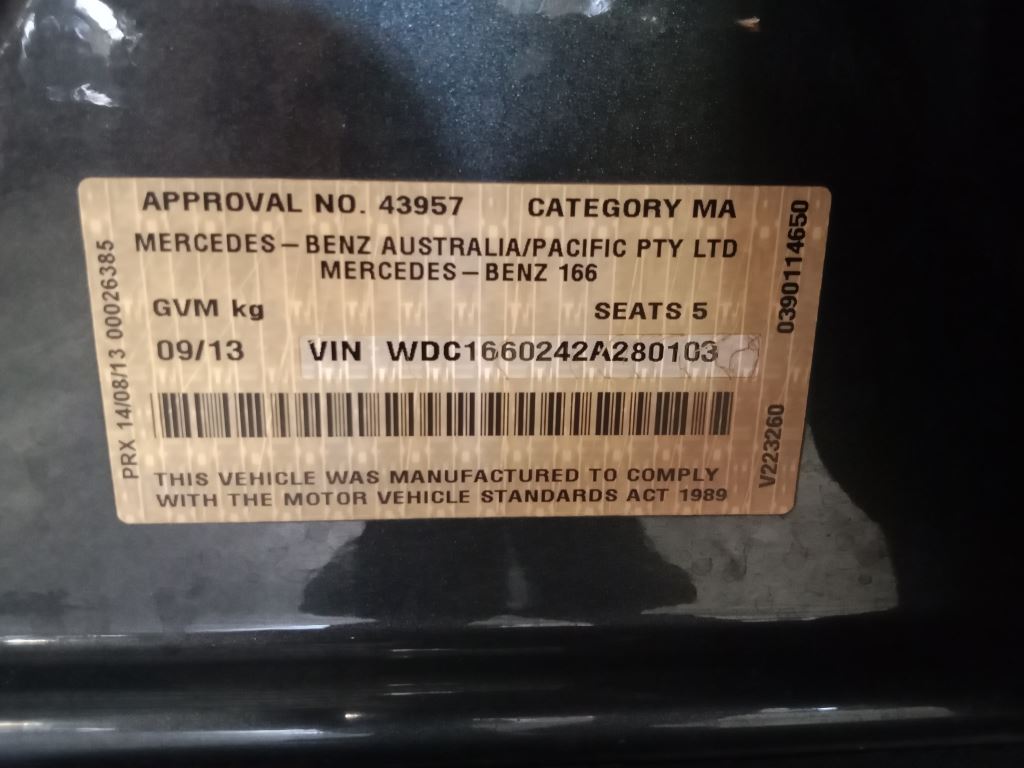 APPROVAL NO. 43957 CATEGORY MA
MERCEDES-BENZ AUSTRALIA/PACIFIC PTY LTD
MERCEDES-BENZ 166
GVM kg SEATS 5
09/13 VIN WDC1660242A280103
THIS VEHICLE WAS MANUFACTURED TO COMPLY
WITH THE MOTOR VEHICLE STANDARDS ACT 1989
PRX 14/08/13 00026385
V223260 0390114650